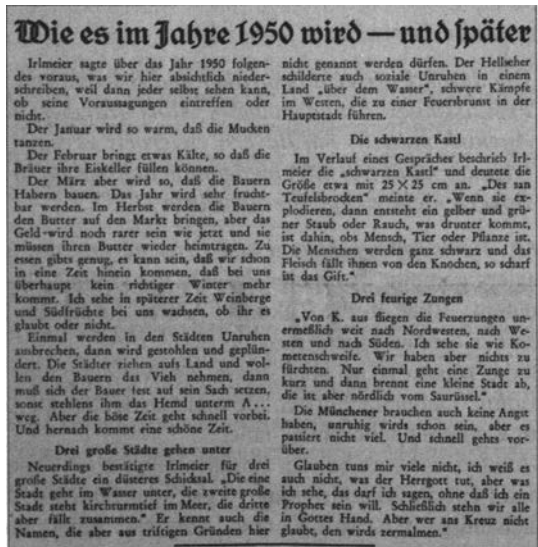 Wie es im Jahre 1950 wird — und später
Irlmeier sagte über das Jahr 1950 folgen-
des voraus, was wir hier absichtlich nieder-
schreiben, weil dann jeder selbst sehen kann,
ob seine Voraussagungen eintreffen oder
nicht.
Der Januar wird so warm, daß die Mucken
tanzen.
Der Februar bringt etwas Kälte, so daß die
Bräuer ihre Eiskeller füllen können.
Der März aber wird so, daß die Bauern
Habern bauen. Das Jahr wird sehr frucht-
bar werden. Im Herbst werden die Bauern
den Butter auf den Markt bringen, aber das
Geld wird noch rarer sein wie jetzt und sie
müssen ihren Butter wieder heimtragen. Zu
essen gibts genug, es kann sein, daß wir schon
in eine Zeit hinein kommen, daß bei uns
überhaupt kein richtiger Winter mehr
kommt. Ich sehe in späterer Zeit Weinberge
und Südfrüchte bei uns wachsen, ob ihr es
glaubt oder nicht.
Einmal werden in den Städten Unruhen
ausbrechen, dann wird gestohlen und geplün-
dert. Die Städter ziehen aufs Land und wol-
len den Bauern das Vieh nehmen, dann
muß sich der Bauer fest auf sein Sach setzen,
sonst stehlens ihm das Hemd unterm A...
weg. Aber die böse Zeit geht schnell vorbei.
Und hernach kommt eine schöne Zeit.
Drei große Städte gehen unter
Neuerdings bestätigte Irlmeier für drei
große Städte ein düsteres Schicksal. „Die eine
Stadt geht im Wasser unter, die zweite große
Stadt steht kirchturmtief im Meer, die dritte
aber fällt zusammen." Er kennt auch die
Namen, die aber aus triftigen Gründen hier
nicht genannt werden dürfen. Der Hellseher
schilderte auch soziale Unruhen in einem
Land „über dem Wasser", schwere Kämpfe
im Westen, die zu einer Feuersbrunst in der
Hauptstadt führen.
Die schwarzen Kastl
Im Verlauf eines Gespräches beschrieb Irl-
meier die „schwarzen Kastl" und deutete die
Größe etwa mit 25 × 25 cm an. „Des san
Teufelsbrocken" meinte er. „Wenn sie ex-
plodieren, dann entsteht ein gelber und grü-
ner Staub oder Rauch, was drunter kommt,
ist dahin, obs Mensch, Tier oder Pflanze ist.
Die Menschen werden ganz schwarz und das
Fleisch fällt ihnen von den Knochen, so scharf
ist das Gift."
Drei feurige Zungen
„Von K. aus fliegen die Feuerzungen un-
ermeßlich weit nach Nordwesten, nach We-
sten und nach Süden. Ich sehe sie wie Ko-
metenschweife. Wir haben aber nichts zu
fürchten. Nur einmal geht eine Zunge zu
kurz und dann brennt eine kleine Stadt ab,
die ist aber nördlich vom Saurüssel."
Die Münchener brauchen auch keine Angst
haben, unruhig wirds schon sein, aber es
passiert nicht viel. Und schnell gehts vor-
über.
Glauben tuns mir viele nicht, ich weiß es
auch nicht, was der Herrgott tut, aber was
ich sehe, das darf ich sagen, ohne daß ich ein
Prophet sein will. Schließlich stehn wir alle
in Gottes Hand. Aber wer ans Kreuz nicht
glaubt, den wirds zermalmen."